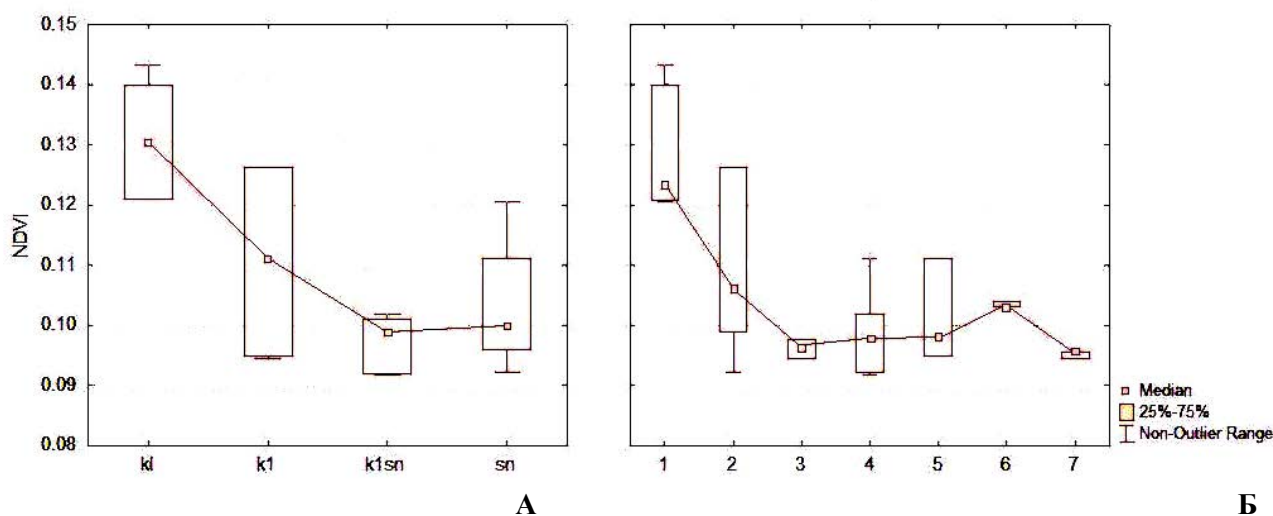 0.15
0.14
0.13
0.12
0.11
0.10
0.09
0.08
NDVI
kl k1 k1sn sn
1 2 3 4 5 6 7
Median
25%-75%
Non-Outlier Range
А Б